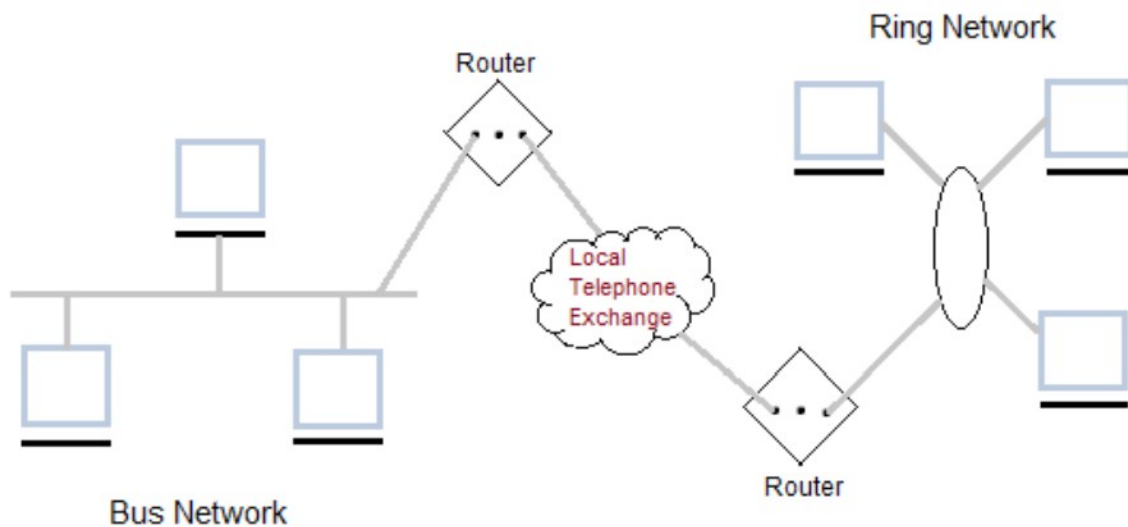 Ring Network
Router
Local
Telephone
Exchange
Router
Bus Network